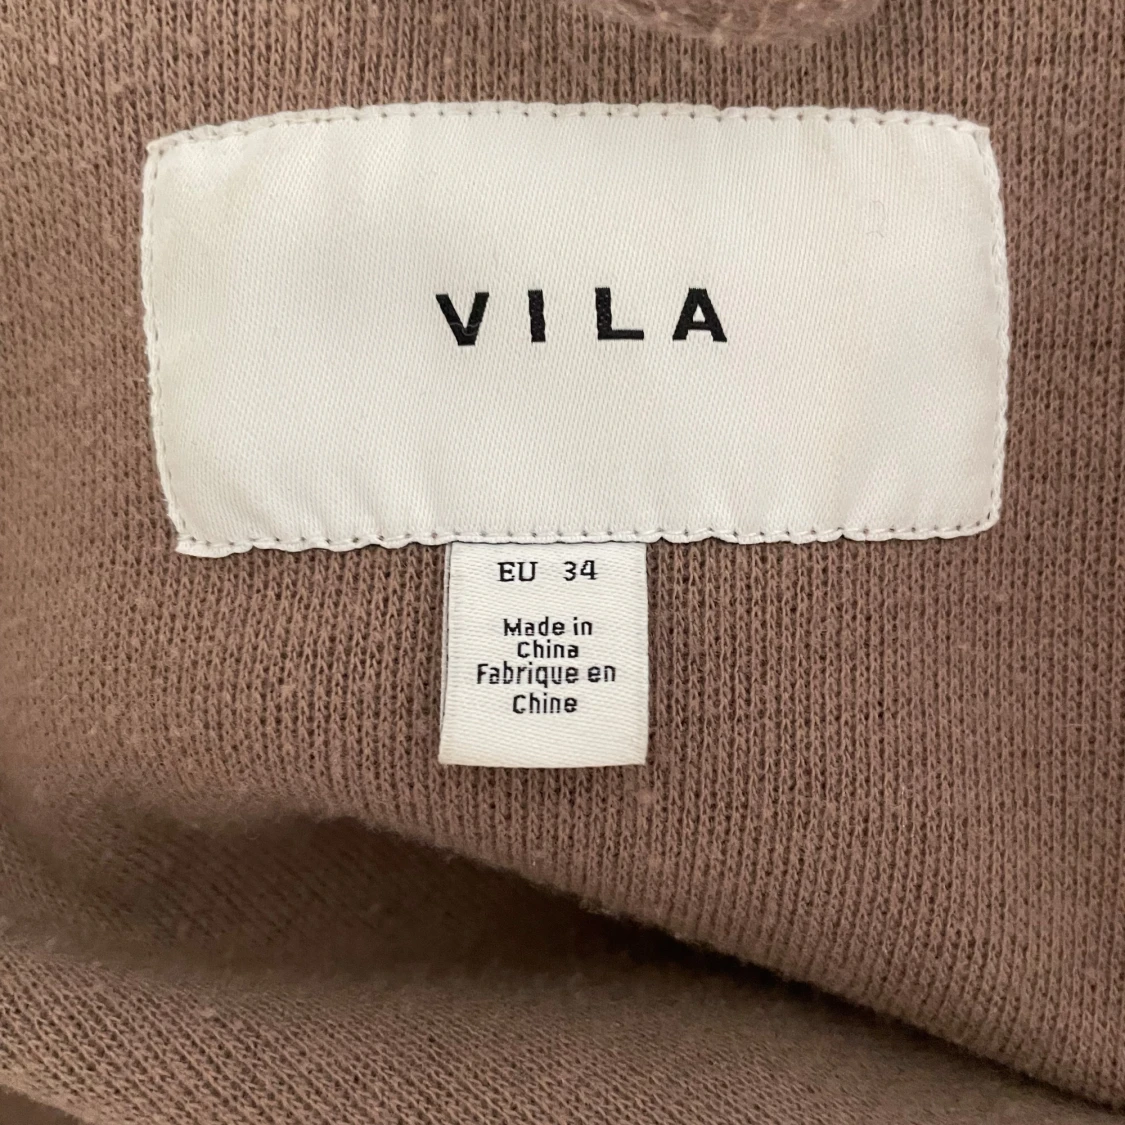 VILA
EU 34
Made in
China
Fabrique en
Chine